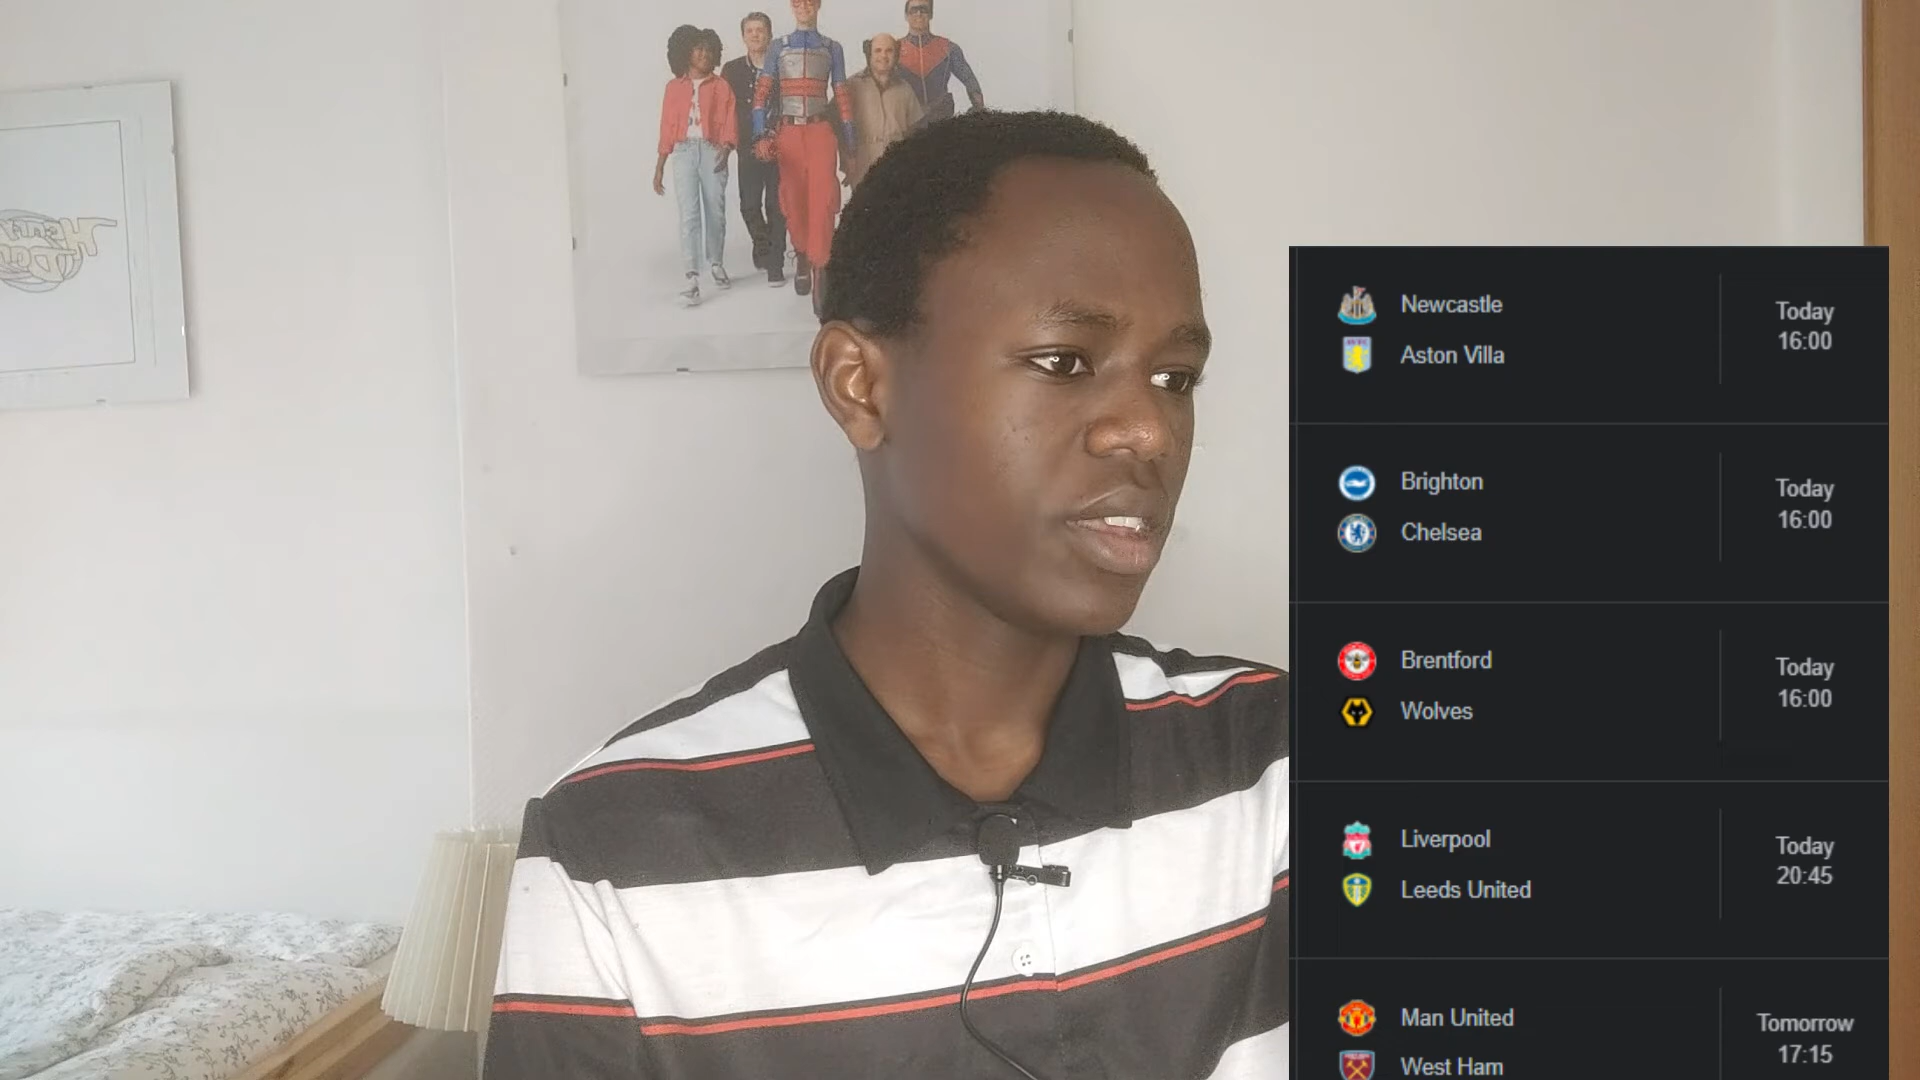 Newcastle
Aston Villa
Today
16:00
Brighton
Chelsea
Today
16:00
Brentford
Wolves
Today
16:00
Liverpool
Leeds United
Today
20:45
Man United
West Ham
Tomorrow
17:15